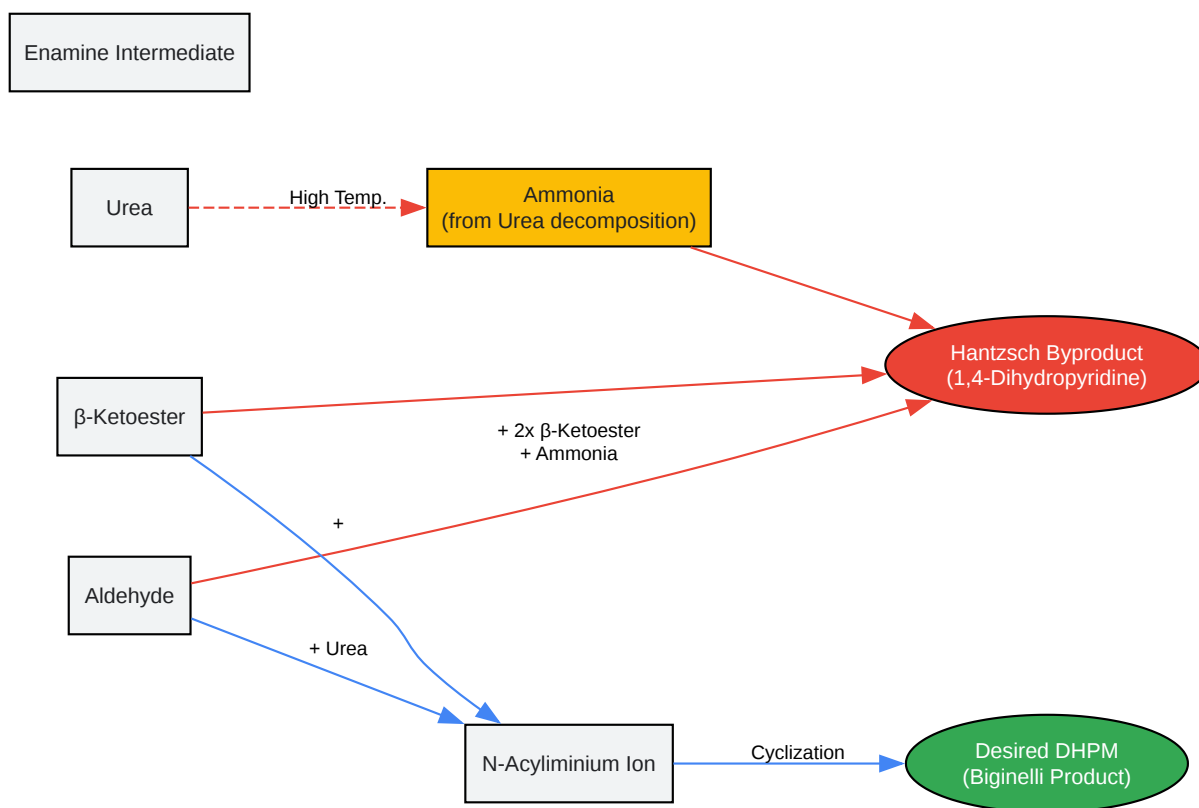 Enamine Intermediate
Urea
High Temp.
Ammonia
(from Urea decomposition)
Hantzsch Byproduct
(1,4-Dihydropyridine)
β-Ketoester
+ 2x β-Ketoester
+ Ammonia
+
Aldehyde
+ Urea
N-Acyliminium Ion
Cyclization
Desired DHPM
(Biginelli Product)